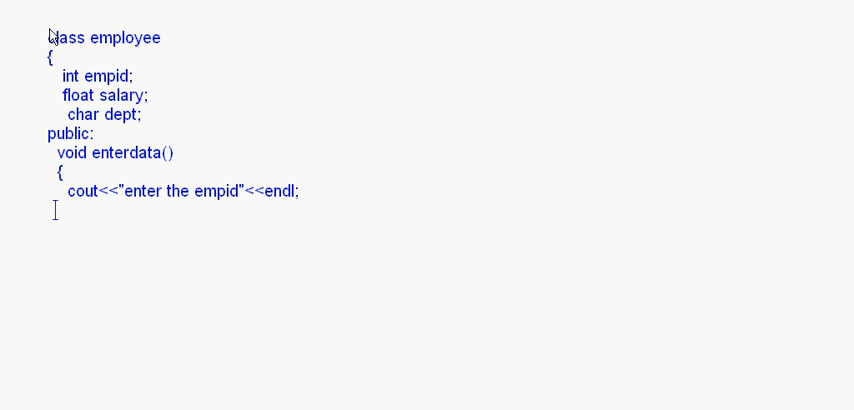 class employee
{
int empid;
float salary;
char dept;
public:
void enterdata()
{
cout<<"enter the empid"<<endl;